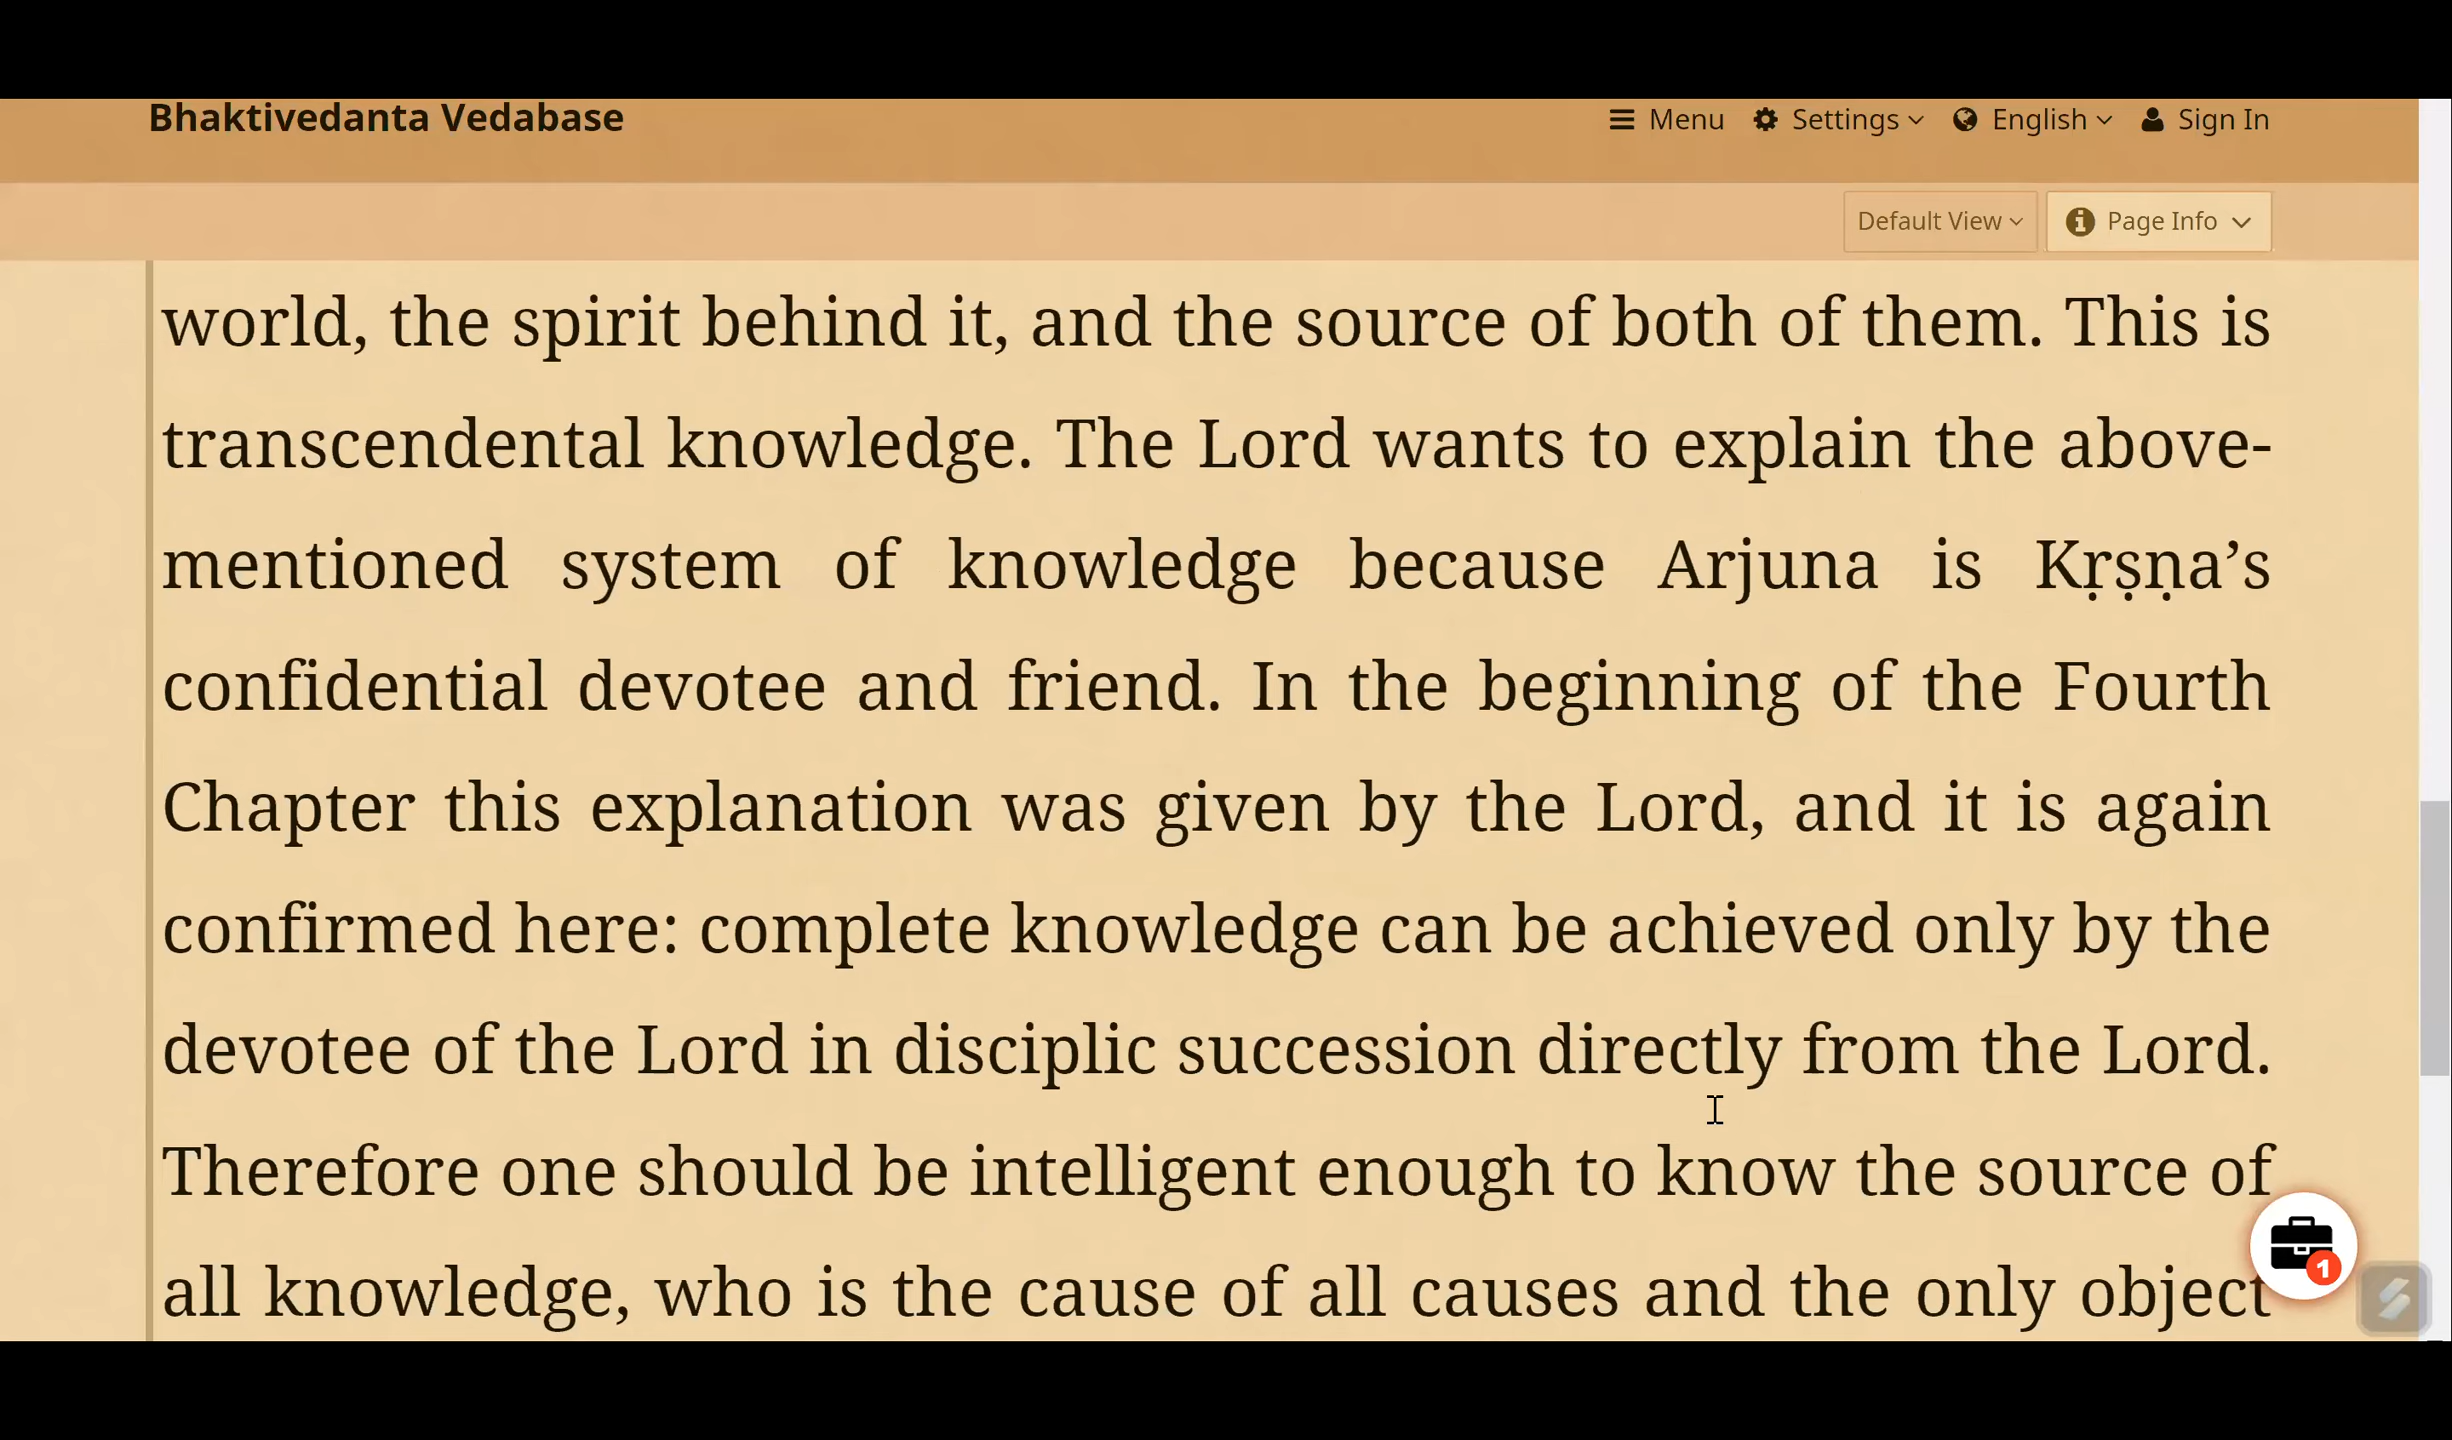 Bhaktivedanta Vedabase
Menu Settings English Sign In
Default View Page Info
world, the spirit behind it, and the source of both of them. This is
transcendental knowledge. The Lord wants to explain the above-
mentioned system of knowledge because Arjuna is Kṛṣṇa’s
confidential devotee and friend. In the beginning of the Fourth
Chapter this explanation was given by the Lord, and it is again
confirmed here: complete knowledge can be achieved only by the
devotee of the Lord in disciplic succession directly from the Lord.
Therefore one should be intelligent enough to know the source of
all knowledge, who is the cause of all causes and the only object
1